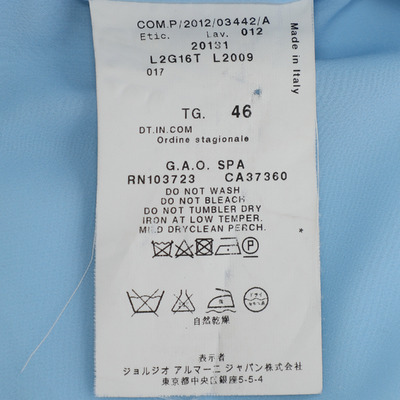 COM.P/2012/03442/A
Etic. Lav. 012
20131
L2G16T L2009
017
Made in Italy
TG. 46
DT.IN.COM
Ordine stagionale
G.A.O. SPA
RN103723 CA37360
DO NOT WASH
DO NOT BLEACH
DO NOT TUMBLER DRY
IRON AT LOW TEMPER.
MILD DRYCLEAN PERCH.
P
自然乾燥
表示者
ジョルジオ アルマーニ ジャパン株式会社
東京都中央区銀座5-5-4